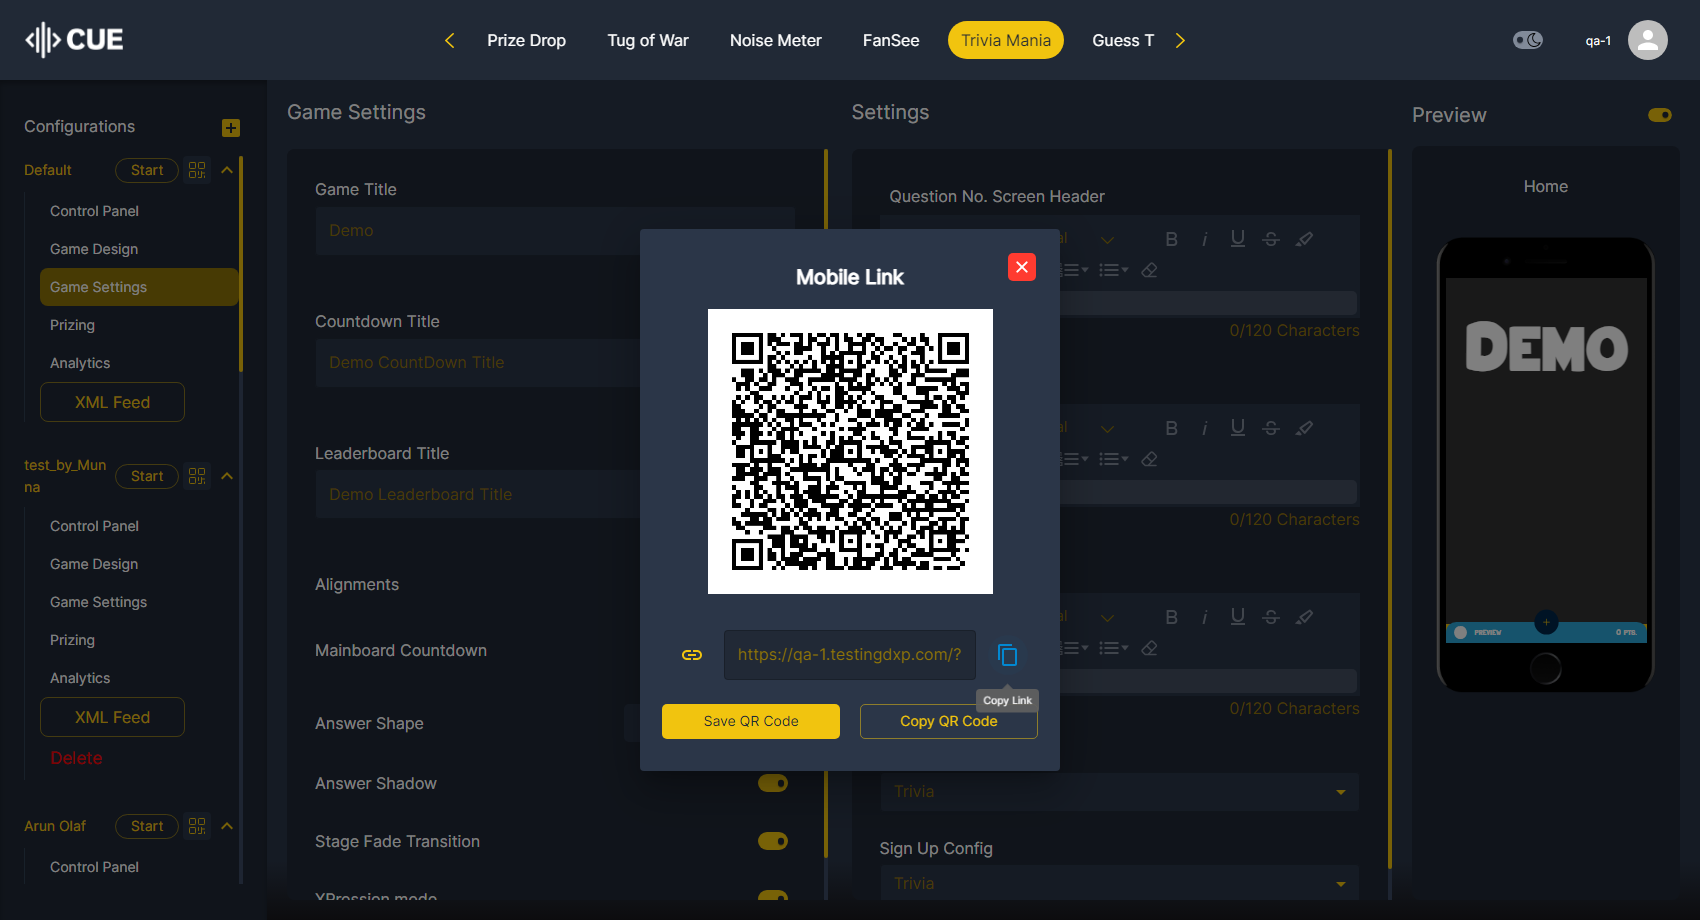 CUE
Prize Drop
Tug of War
Noise Meter
FanSee
Trivia Mania
Guess T
qa-1
Configurations
Default
Start
Control Panel
Game Design
Game Settings
Prizing
Analytics
XML Feed
test_by_Mun
na
Start
Control Panel
Game Design
Game Settings
Prizing
Analytics
XML Feed
Delete
Arun Olaf
Start
Control Panel
Game Settings
Game Title
Demo
Countdown Title
Demo CountDown Title
Leaderboard Title
Demo Leaderboard Title
Alignments
Mainboard Countdown
Answer Shape
Answer Shadow
Stage Fade Transition
XPression mode
Mobile Link
https://qa-1.testingdxp.com/?
Copy Link
Save QR Code
Copy QR Code
Settings
Question No. Screen Header
al
B i U S
0/120 Characters
al
B i U S
0/120 Characters
al
B i U S
0/120 Characters
Trivia
Sign Up Config
Trivia
Preview
Home
DEMO
PREVIEW
0 PTS.